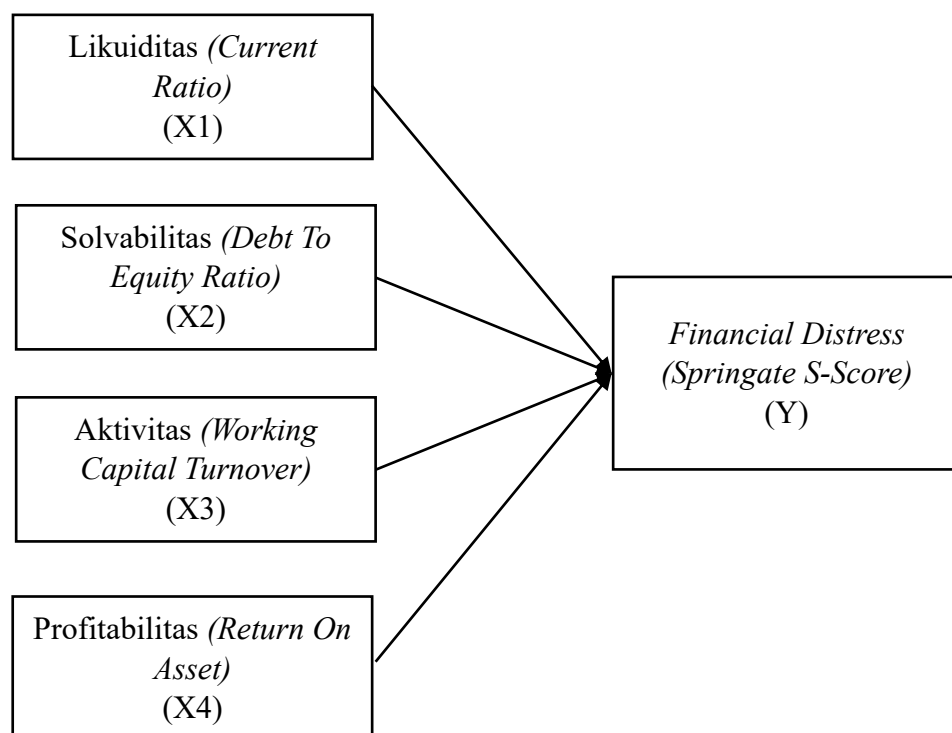 Likuiditas (Current
Ratio)
(X1)
Solvabilitas (Debt To
Equity Ratio)
(X2)
Aktivitas (Working
Capital Turnover)
(X3)
Profitabilitas (Return On
Asset)
(X4)
Financial Distress
(Springate S-Score)
(Y)